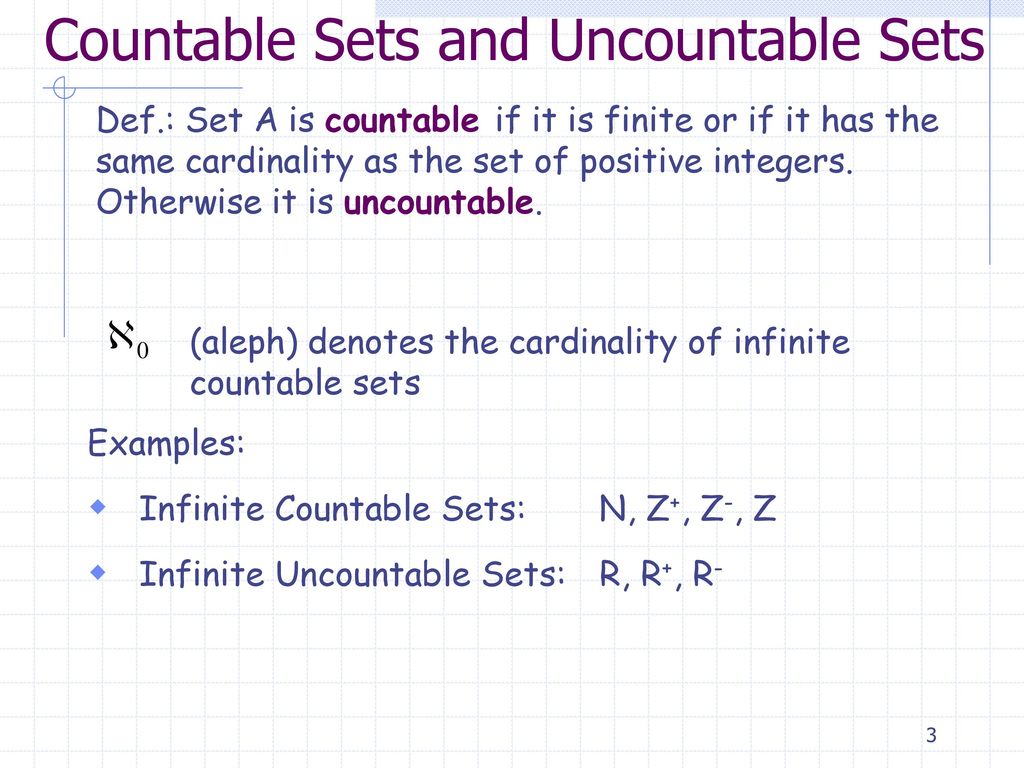 Countable Sets and Uncountable Sets
Def.: Set A is countable if it is finite or if it has the
same cardinality as the set of positive integers.
Otherwise it is uncountable.
ℵ₀ (aleph) denotes the cardinality of infinite
countable sets
Examples:
◆ Infinite Countable Sets: N, Z⁺, Z⁻, Z
◆ Infinite Uncountable Sets: R, R⁺, R⁻
3